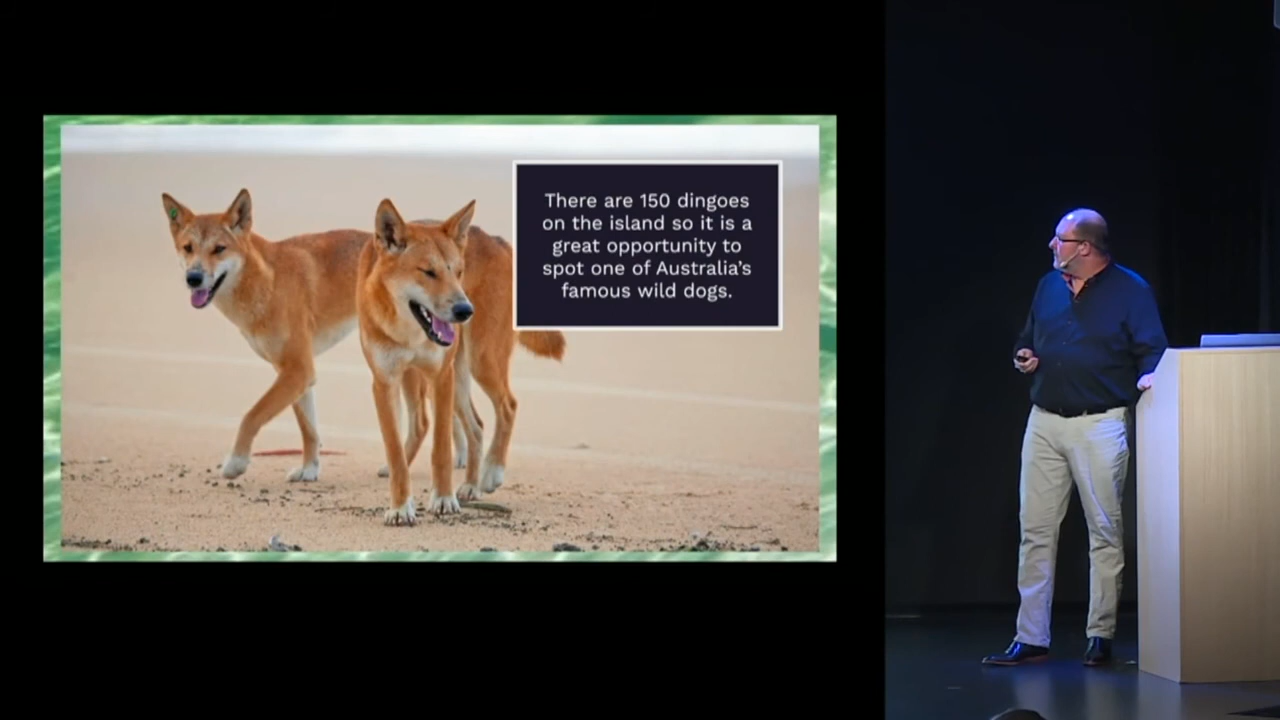 There are 150 dingoes
on the island so it is a
great opportunity to
spot one of Australia's
famous wild dogs.